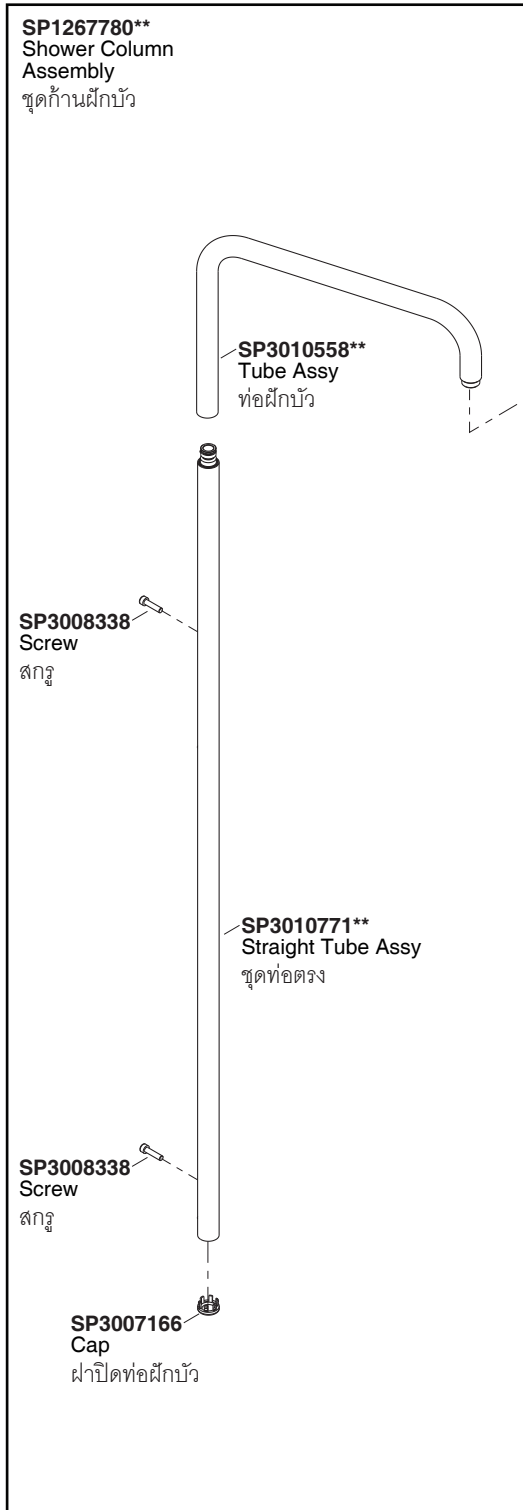 SP1267780**
Shower Column
Assembly
ชุดก้านฝักบัว
SP3010558**
Tube Assy
ท่อฝักบัว
SP3008338
Screw
สกรู
SP3010771**
Straight Tube Assy
ชุดท่อตรง
SP3008338
Screw
สกรู
SP3007166
Cap
ฝาปิดท่อฝักบัว